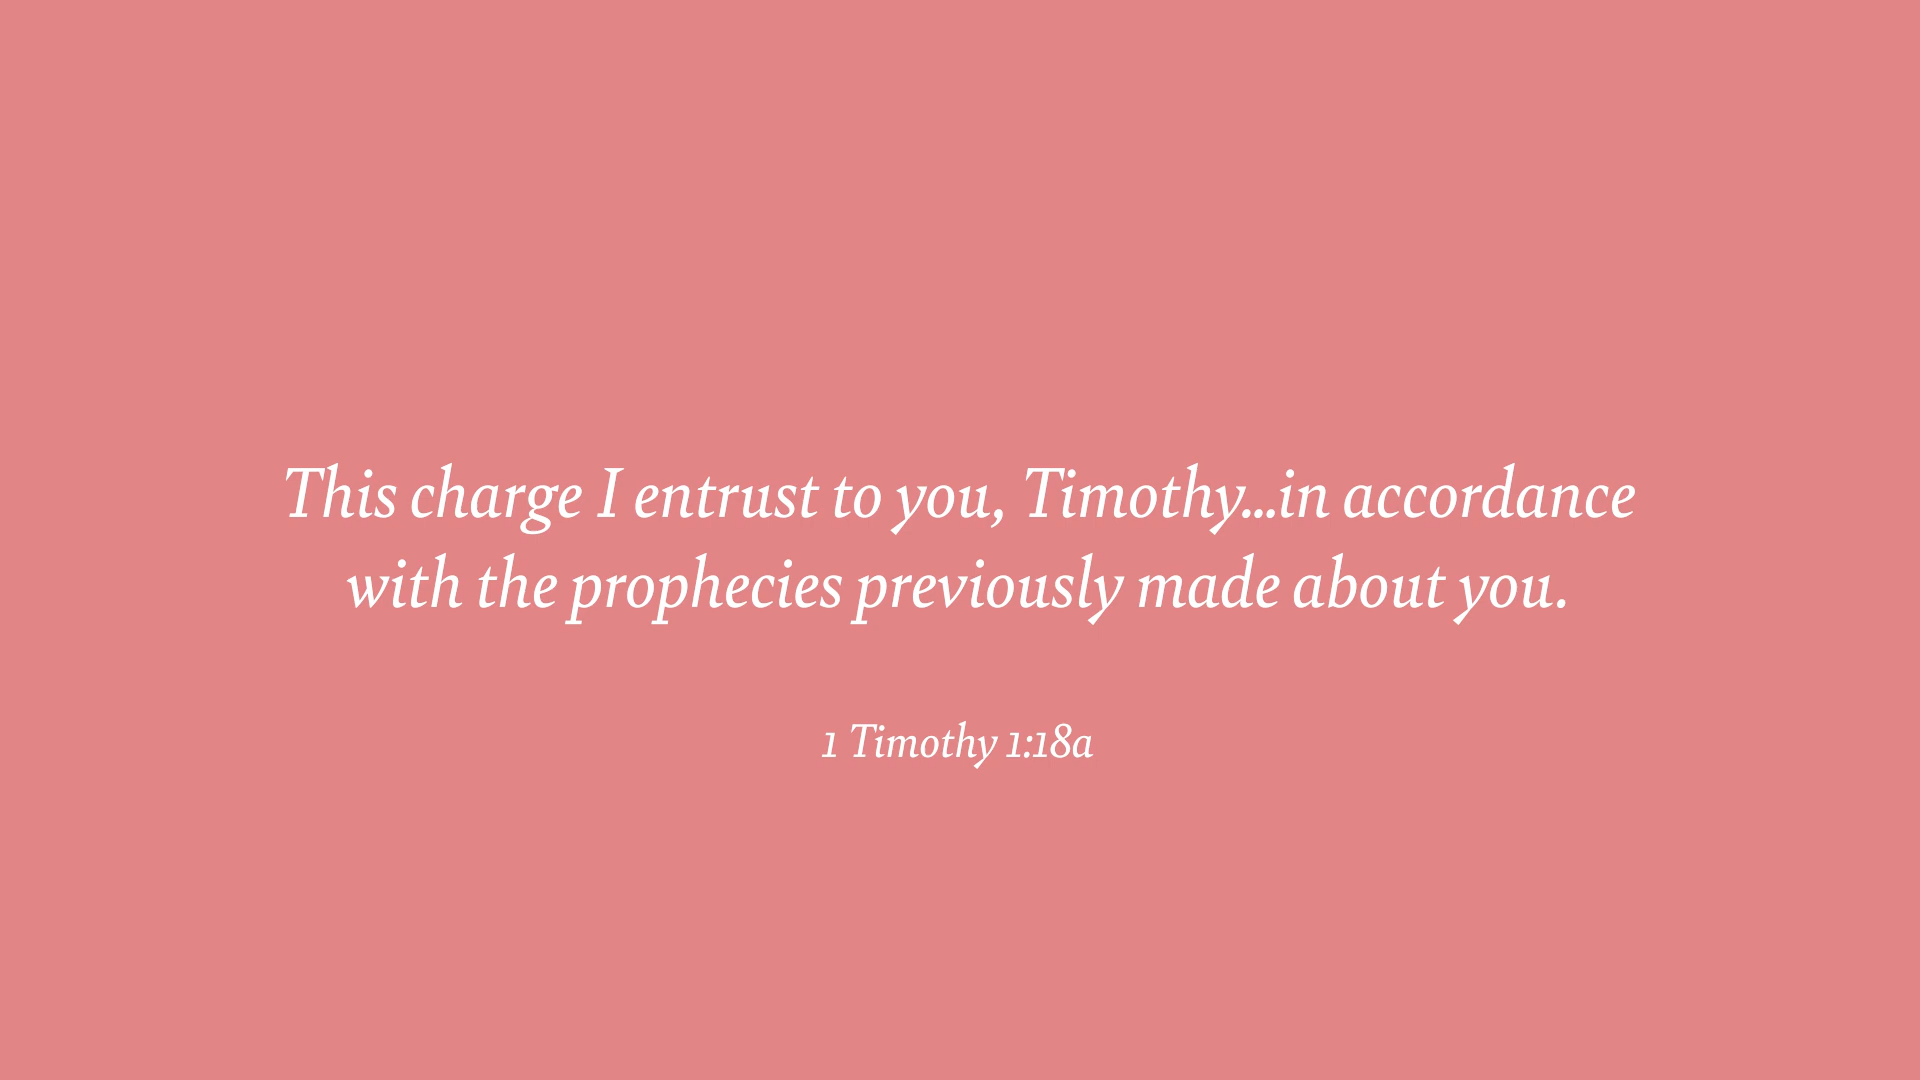 This charge I entrust to you, Timothy...in accordance
with the prophecies previously made about you.
1 Timothy 1:18a